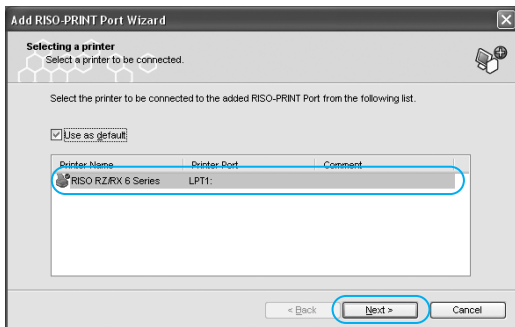 Add RISO-PRINT Port Wizard
Selecting a printer
Select a printer to be connected.
Select the printer to be connected to the added RISO-PRINT Port from the following list.
Use as default
Printer Name Printer Port Comment
RISO RZ/RX 6 Series LPT1:
< Back Next > Cancel